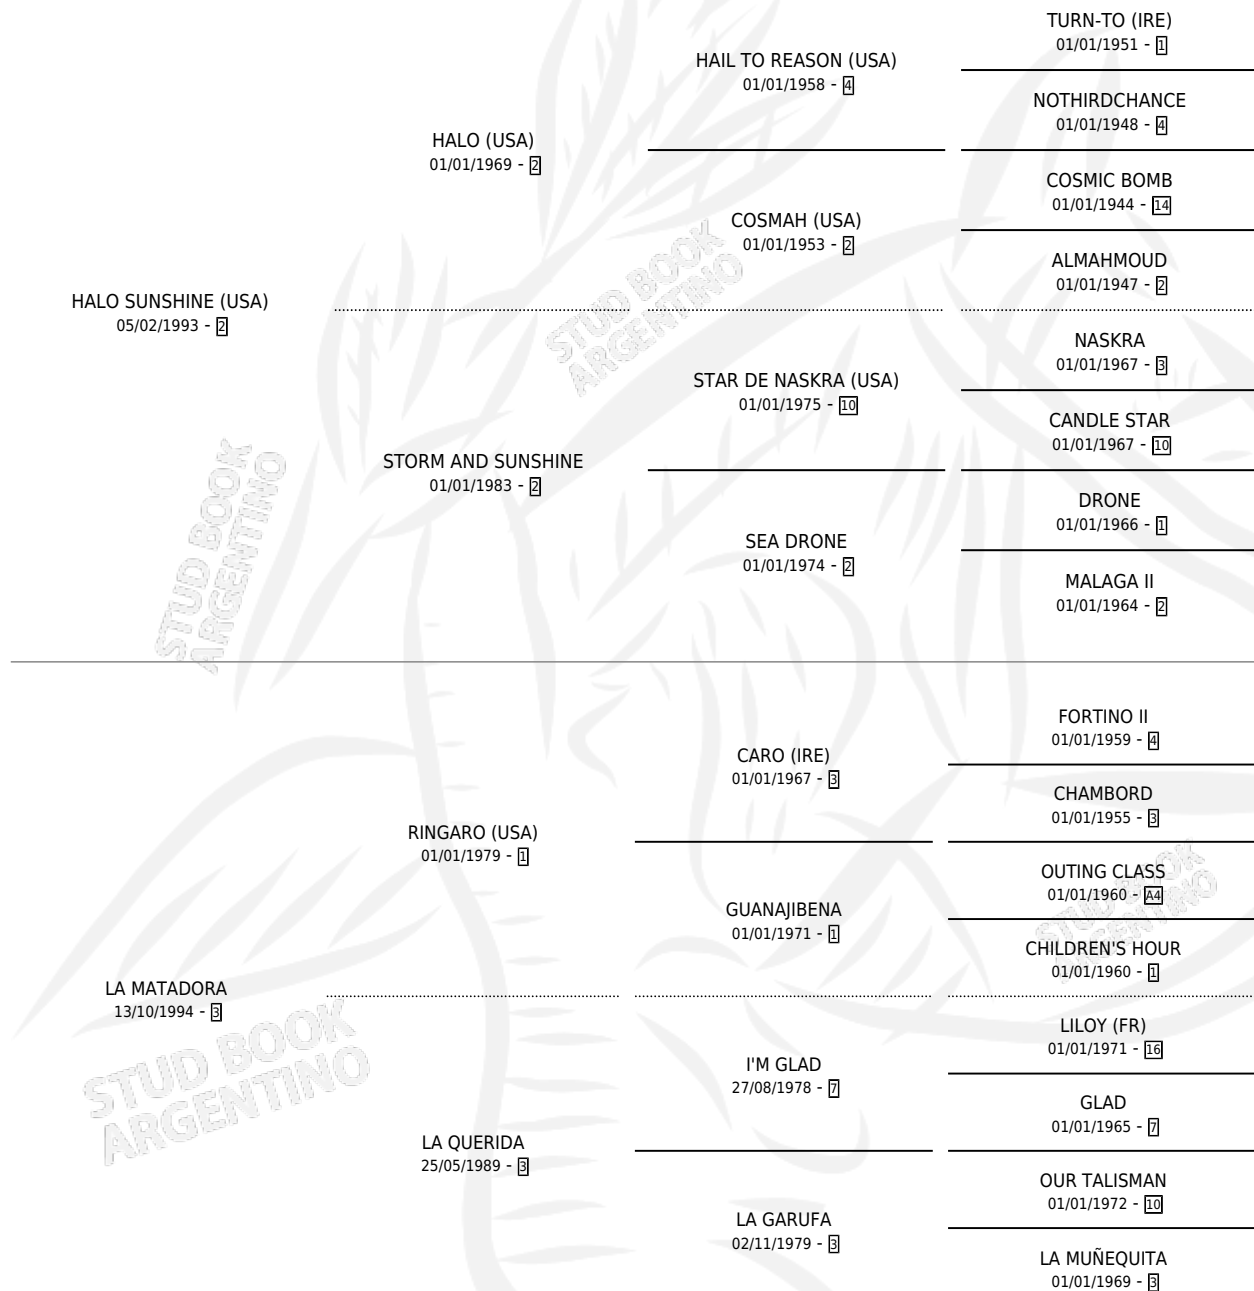 TURN-TO (IRE)
01/01/1951 - 1
HAIL TO REASON (USA)
01/01/1958 - 4
NOTHIRDCHANCE
01/01/1948 - 4
HALO (USA)
01/01/1969 - 2
COSMIC BOMB
01/01/1944 - 14
COSMAH (USA)
01/01/1953 - 2
ALMAHMOUD
01/01/1947 - 2
HALO SUNSHINE (USA)
05/02/1993 - 2
NASKRA
01/01/1967 - 3
STAR DE NASKRA (USA)
01/01/1975 - 10
CANDLE STAR
01/01/1967 - 10
STORM AND SUNSHINE
01/01/1983 - 2
DRONE
01/01/1966 - 1
SEA DRONE
01/01/1974 - 2
MALAGA II
01/01/1964 - 2
FORTINO II
01/01/1959 - 4
CARO (IRE)
01/01/1967 - 3
CHAMBORD
01/01/1955 - 3
RINGARO (USA)
01/01/1979 - 1
OUTING CLASS
01/01/1960 - A4
GUANAJIBENA
01/01/1971 - 1
CHILDREN'S HOUR
01/01/1960 - 1
LA MATADORA
13/10/1994 - 3
LILOY (FR)
01/01/1971 - 16
I'M GLAD
27/08/1978 - 7
GLAD
01/01/1965 - 7
LA QUERIDA
25/05/1989 - 3
OUR TALISMAN
01/01/1972 - 10
LA GARUFA
02/11/1979 - 3
LA MUÑEQUITA
01/01/1969 - 3
STUD BOOK
ARGENTINO
STUD BOOK
ARGENTINO
STUD BOOK
ARGENTINO
STUD BOOK
ARGENTINO